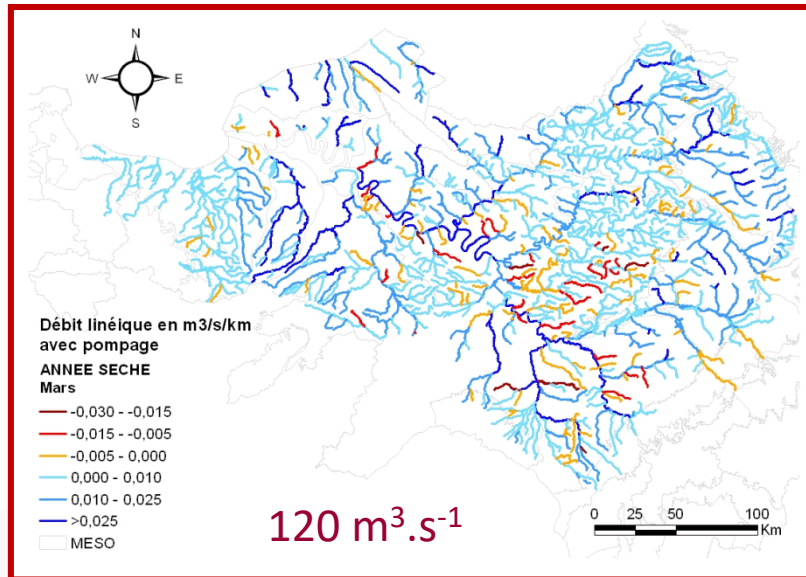 N
W E
S
Débit linéique en m3/s/km
avec pompage
ANNEE SECHE
Mars
-0,030 - -0,015
-0,015 - -0,005
-0,005 - 0,000
0,000 - 0,010
0,010 - 0,025
>0,025
MESO
120 m³.s⁻¹
0 25 50 100
Km